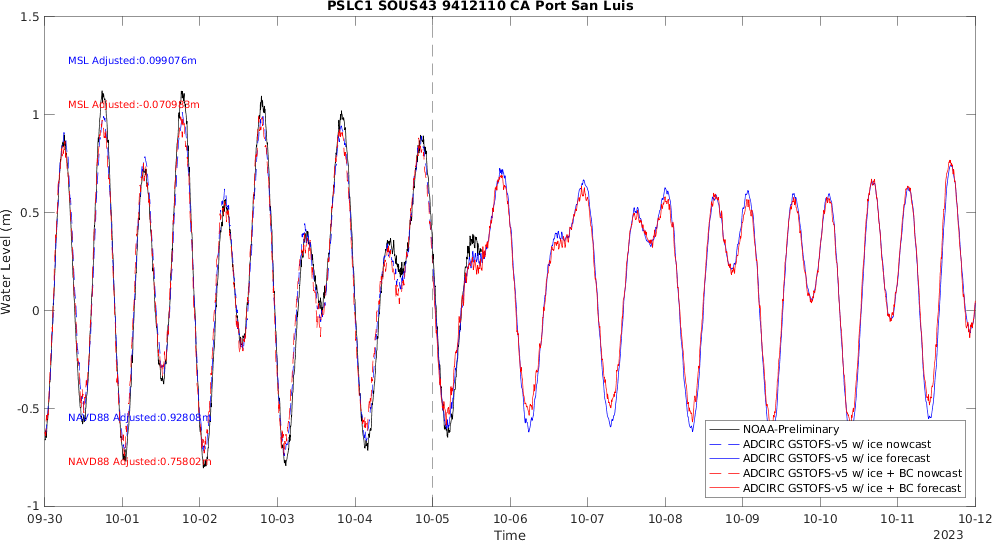 PSLC1 SOUS43 9412110 CA Port San Luis
1.5
MSL Adjusted:0.099076m
MSL Adjusted:-0.070983m
1
0.5
Water Level (m)
0
-0.5
NAVD88 Adjusted:0.92808m
NAVD88 Adjusted:0.75802m
-1
NOAA-Preliminary
ADCIRC GSTOFS-v5 w/ ice nowcast
ADCIRC GSTOFS-v5 w/ ice forecast
ADCIRC GSTOFS-v5 w/ ice + BC nowcast
ADCIRC GSTOFS-v5 w/ ice + BC forecast
09-30 10-01 10-02 10-03 10-04 10-05 10-06 10-07 10-08 10-09 10-10 10-11 10-12
Time
2023